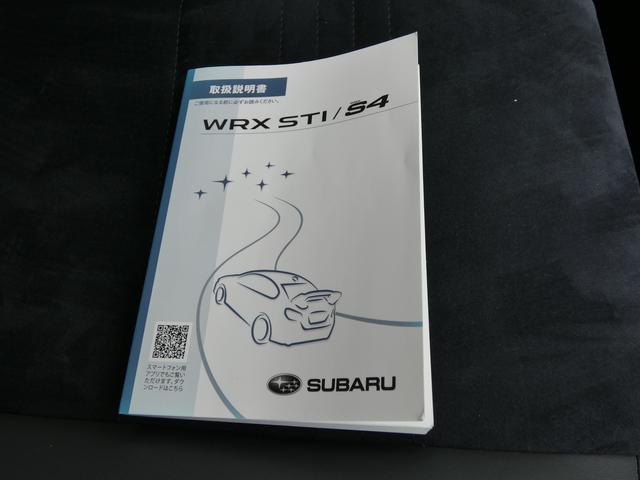 取扱説明書
ご使用になる前に必ずお読みください。
WRX STI/S4
スマートフォン用
アプリでもご覧い
ただけます。ダウ
ンロードはこちら
SUBARU